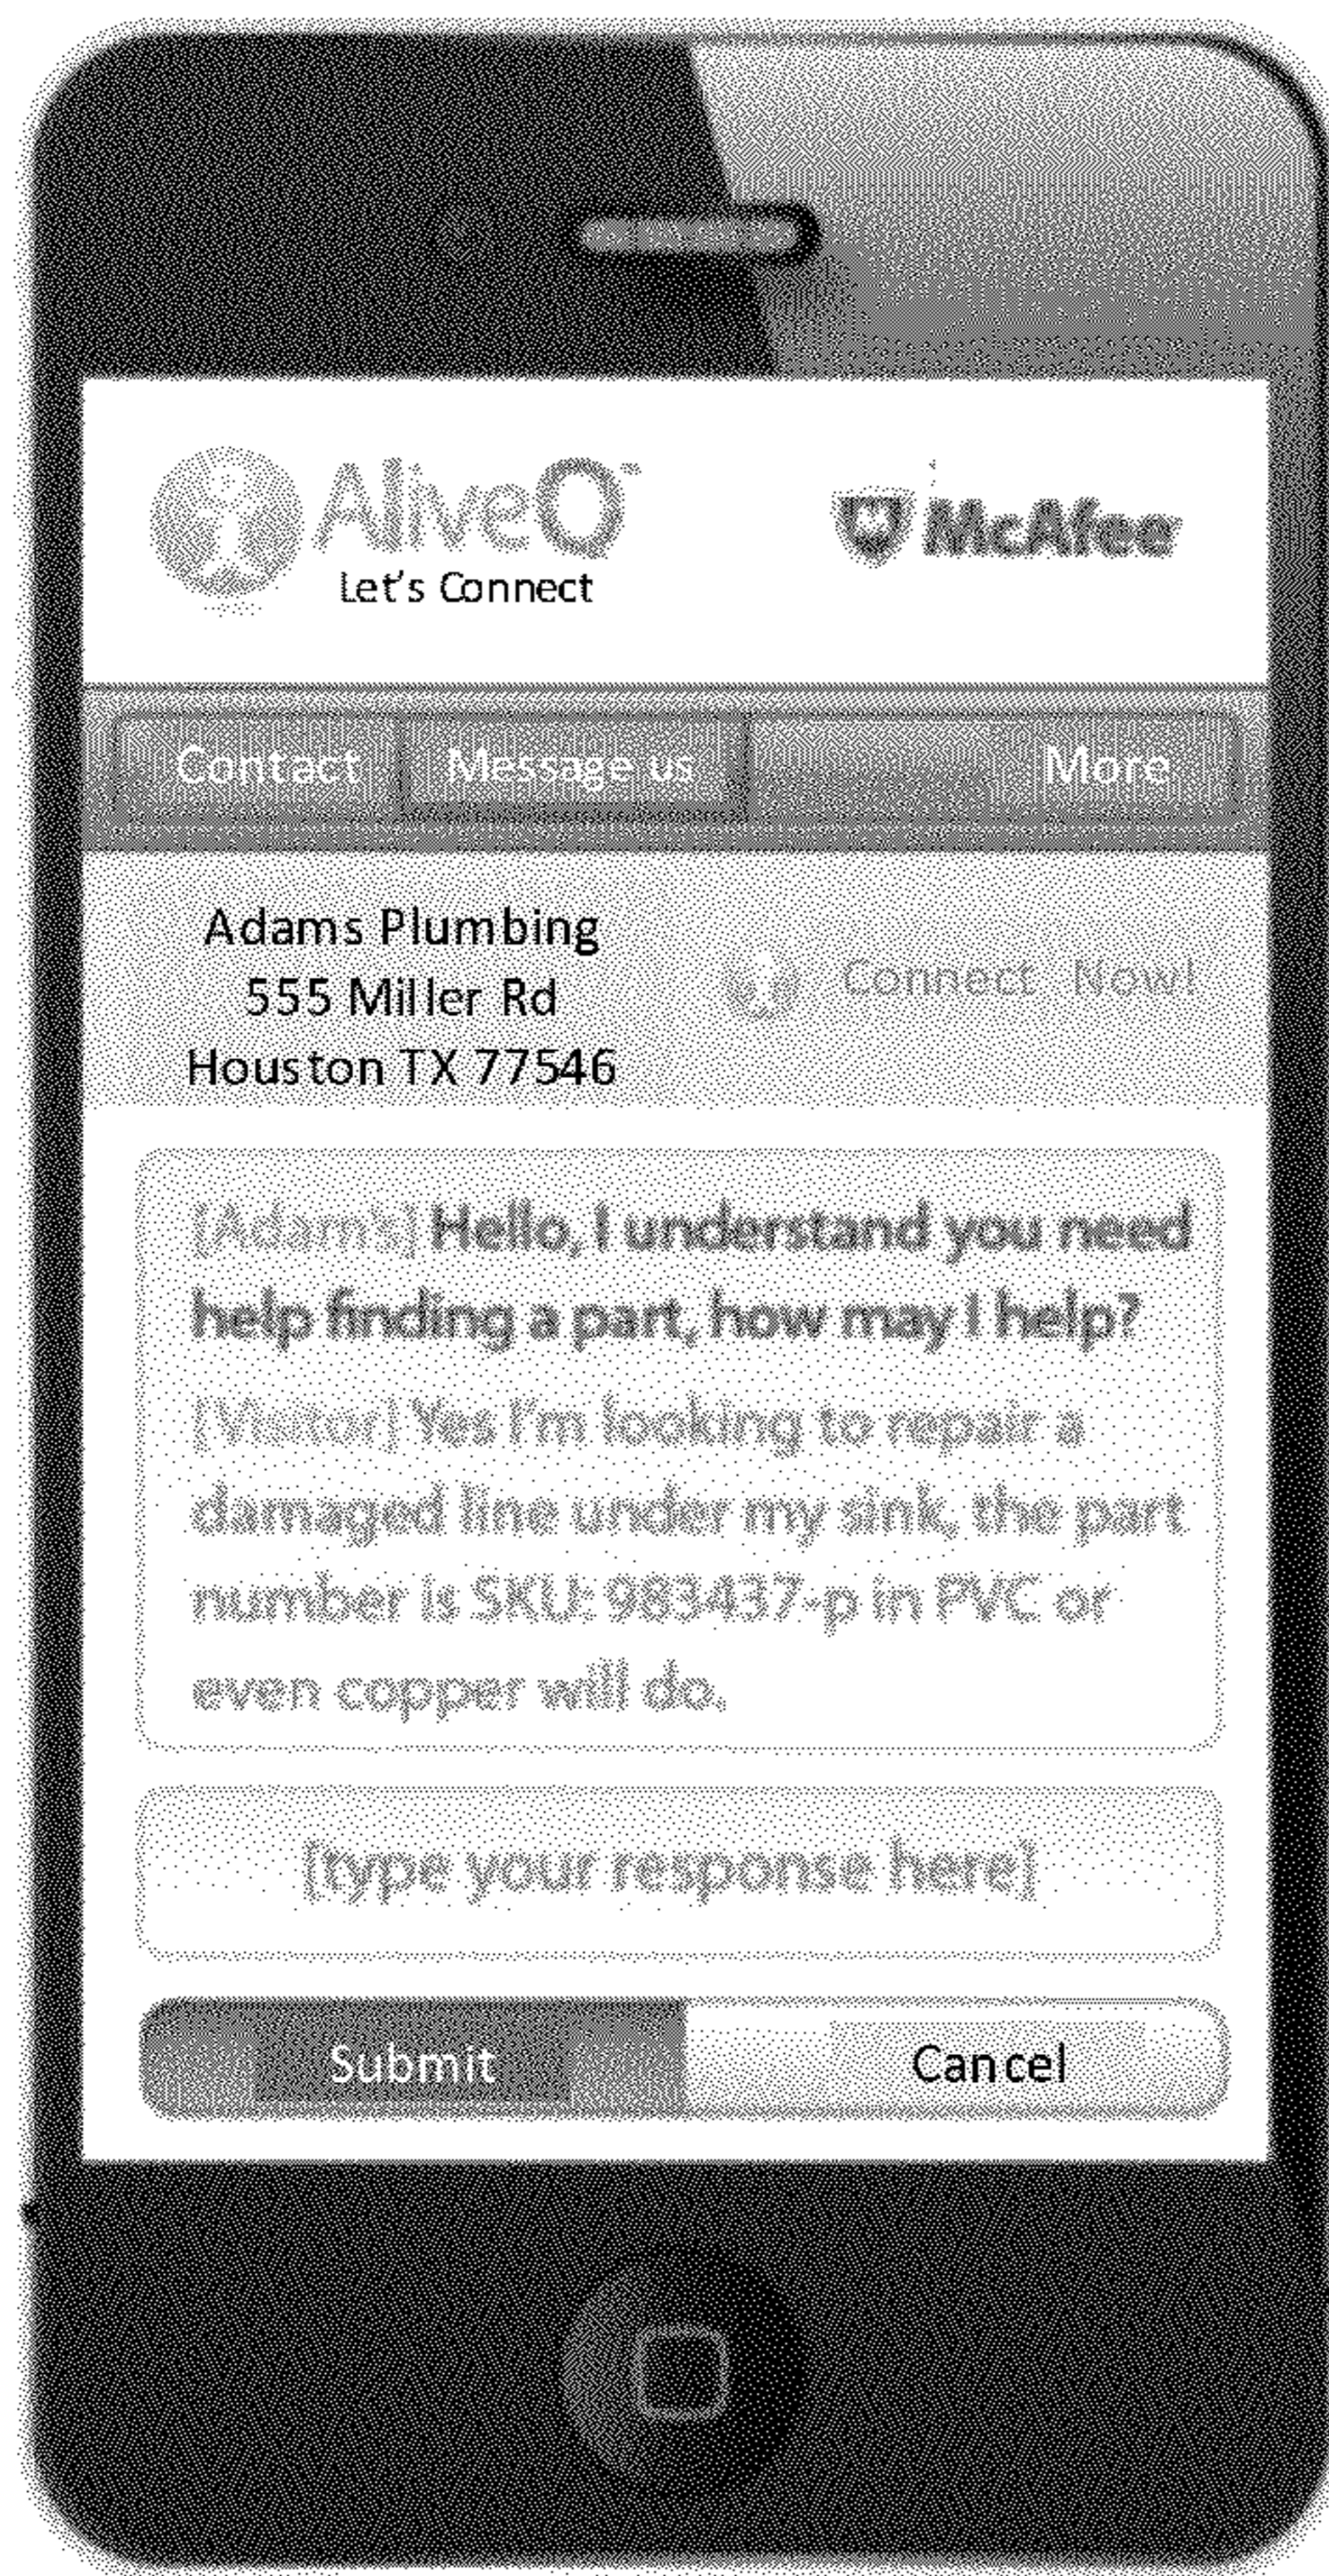 AliveO™
Let's Connect
McAfee
Contact Message us More
Adams Plumbing
555 Miller Rd
Houston TX 77546
Connect Now!
[Adam's] Hello, I understand you need
help finding a part, how may I help?
[Visitor] Yes I'm looking to repair a
damaged line under my sink, the part
number is SKU: 983437-p in PVC or
even copper will do.
[type your response here]
Submit Cancel